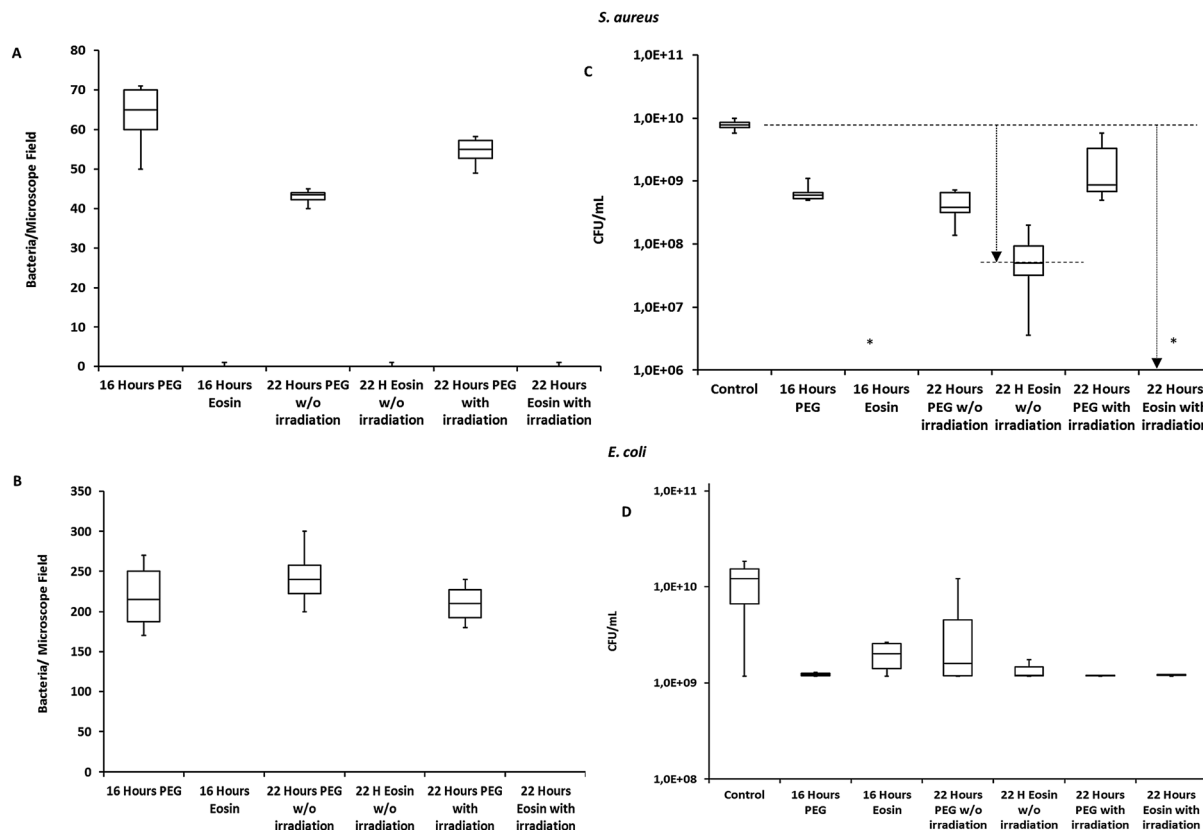 S. aureus
A
80
70
60
50
40
30
20
10
0
Bacteria/Microscope Field
16 Hours PEG
16 Hours
Eosin
22 Hours PEG
w/o
irradiation
22 H Eosin
w/o
irradiation
22 Hours PEG
with
irradiation
22 Hours
Eosin with
irradiation
C
1,0E+11
1,0E+10
1,0E+09
1,0E+08
1,0E+07
1,0E+06
CFU/mL
*
*
Control
16 Hours
PEG
16 Hours
Eosin
22 Hours
PEG w/o
irradiation
22 H Eosin
w/o
irradiation
22 Hours
PEG with
irradiation
22 Hours
Eosin with
irradiation
E. coli
B
350
300
250
200
150
100
50
0
Bacteria/ Microscope Field
16 Hours PEG
16 Hours
Eosin
22 Hours PEG
w/o
irradiation
22 H Eosin
w/o
irradiation
22 Hours PEG
with
irradiation
22 Hours
Eosin with
irradiation
D
1,0E+11
1,0E+10
1,0E+09
1,0E+08
CFU/mL
Control
16 Hours
PEG
16 Hours
Eosin
22 Hours
PEG w/o
irradiation
22 H Eosin
w/o
irradiation
22 Hours
PEG with
irradiation
22 Hours
Eosin with
irradiation